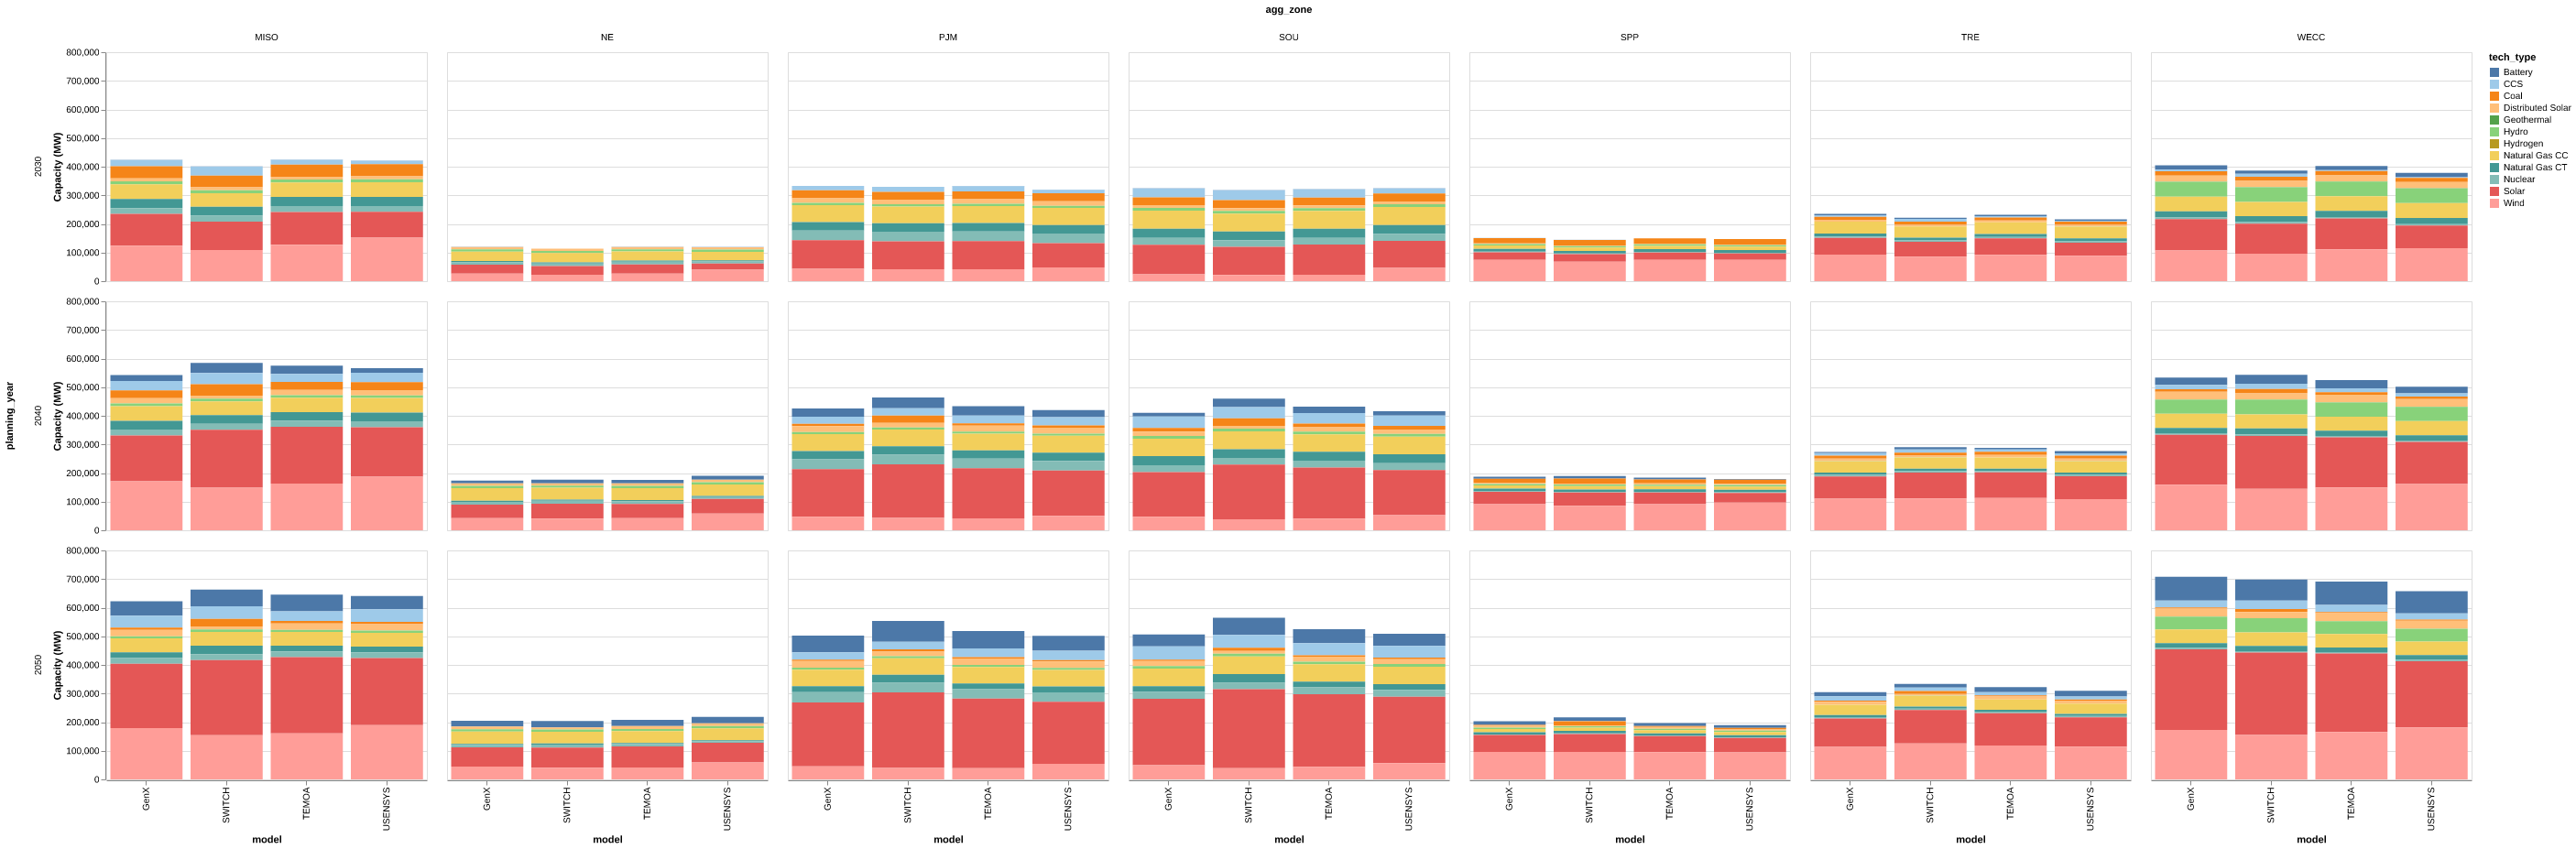 agg_zone
MISO NE PJM SOU SPP TRE WECC
tech_type
Battery
CCS
Coal
Distributed Solar
Geothermal
Hydro
Hydrogen
Natural Gas CC
Natural Gas CT
Nuclear
Solar
Wind
planning_year
2030
Capacity (MW)
800,000
700,000
600,000
500,000
400,000
300,000
200,000
100,000
0
2040
Capacity (MW)
800,000
700,000
600,000
500,000
400,000
300,000
200,000
100,000
0
2050
Capacity (MW)
800,000
700,000
600,000
500,000
400,000
300,000
200,000
100,000
0
GenX SWITCH TEMOA USENSYS GenX SWITCH TEMOA USENSYS GenX SWITCH TEMOA USENSYS GenX SWITCH TEMOA USENSYS GenX SWITCH TEMOA USENSYS GenX SWITCH TEMOA USENSYS GenX SWITCH TEMOA USENSYS
model model model model model model model